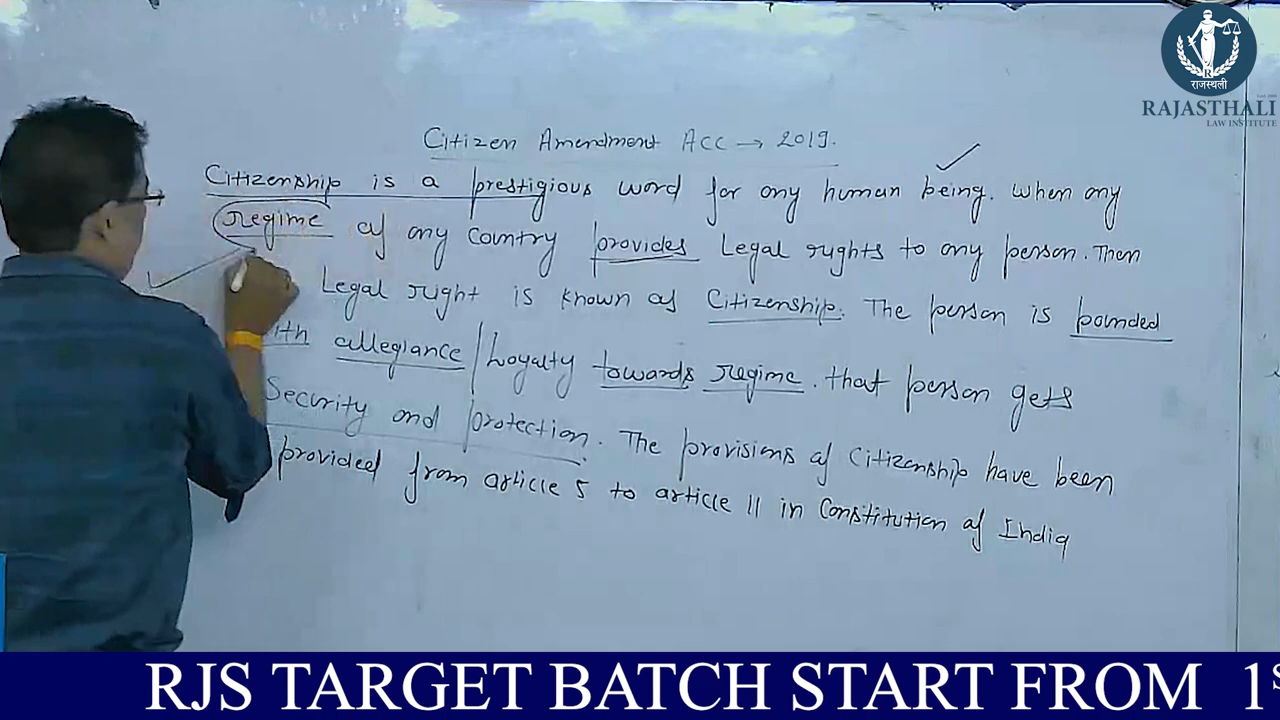 राजस्थली
RAJASTHALI
LAW INSTITUTE
Citizen Amendment Acc → 2019.
Citizenship is a prestigious word for any human being. when any
regime of any country provides Legal rights to any person. Then
Legal right is known as Citizenship. The person is pounded
ith allegiance / Loyalty towards regime. that person gets
Security and protection. The provisions of citizenship have been
provided from article 5 to article 11 in Constitution of India
RJS TARGET BATCH START FROM 1s